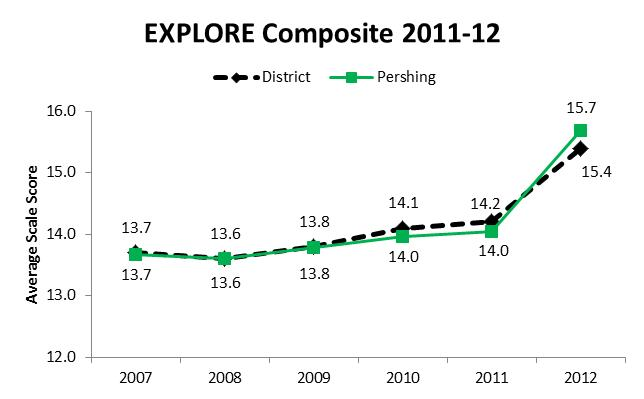 EXPLORE Composite 2011-12
District Pershing
16.0
15.0
14.0
13.0
12.0
Average Scale Score
13.7 13.6 13.8 14.1 14.2 15.7
13.7 13.6 13.8 14.0 14.0 15.4
2007 2008 2009 2010 2011 2012